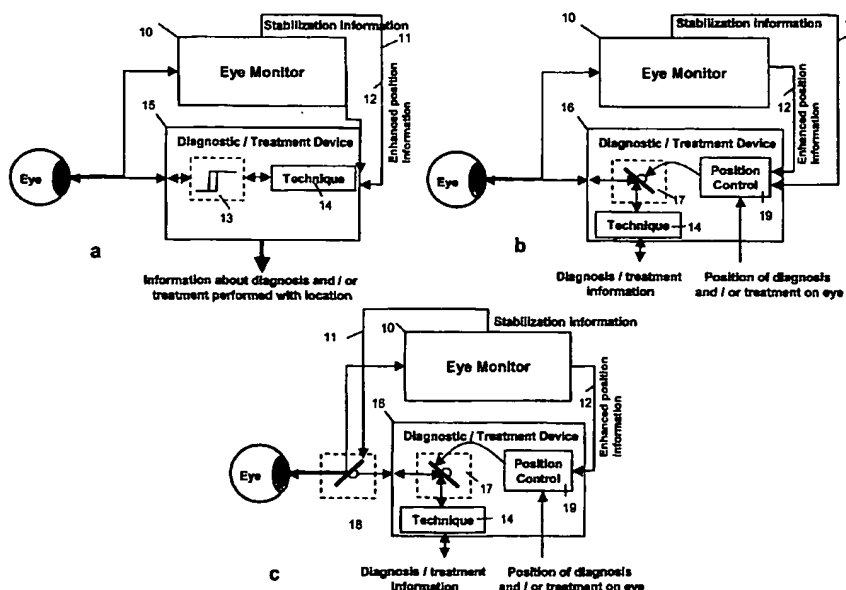 Stabilization Information
10
11
Eye Monitor
12
Enhanced position
Information
15
Diagnostic / Treatment Device
Eye
Technique
13
14
a
Information about diagnosis and / or
treatment performed with location
Stabilization information
10
Eye Monitor
12
Enhanced position
Information
16
Diagnostic / Treatment Device
Eye
Position
Control
17
19
Technique
14
b
Diagnosis / treatment
information
Position of diagnosis
and / or treatment on eye
Stabilization information
11
10
Eye Monitor
12
Enhanced position
Information
16
Diagnostic / Treatment Device
Eye
Position
Control
17
19
18
Technique
14
c
Diagnosis / treatment
information
Position of diagnosis
and / or treatment on eye